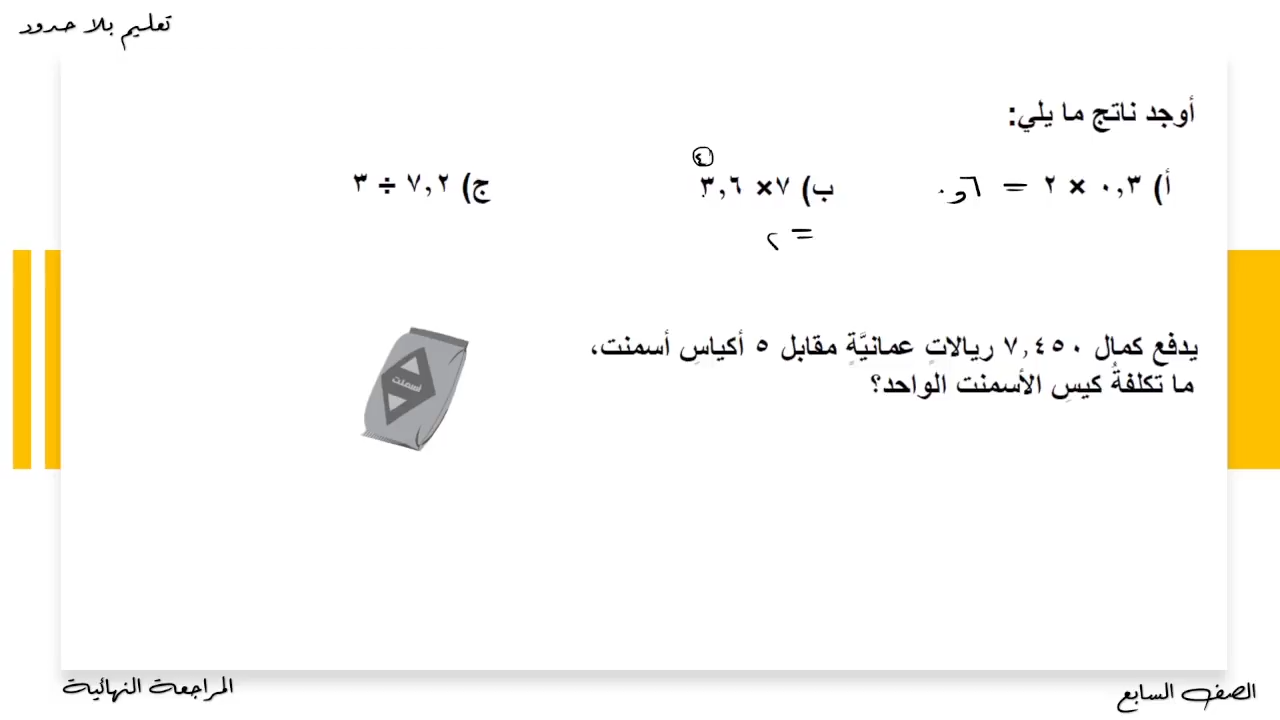 تعليم بلا حدود
أوجد ناتج ما يلي:
أ) ٠,٣ × ٢ = ٠,٦
ب) ٧× ٣,٦
ج) ٧,٢ ÷ ٣
٤
= ٢
يدفع كمال ٧,٤٥٠ ريالاتٍ عمانيَّةٍ مقابل ٥ أكياسِ أسمنت،
ما تكلفةُ كيسِ الأسمنت الواحد؟
أسمنت
الصف السابع
المراجعة النهائية